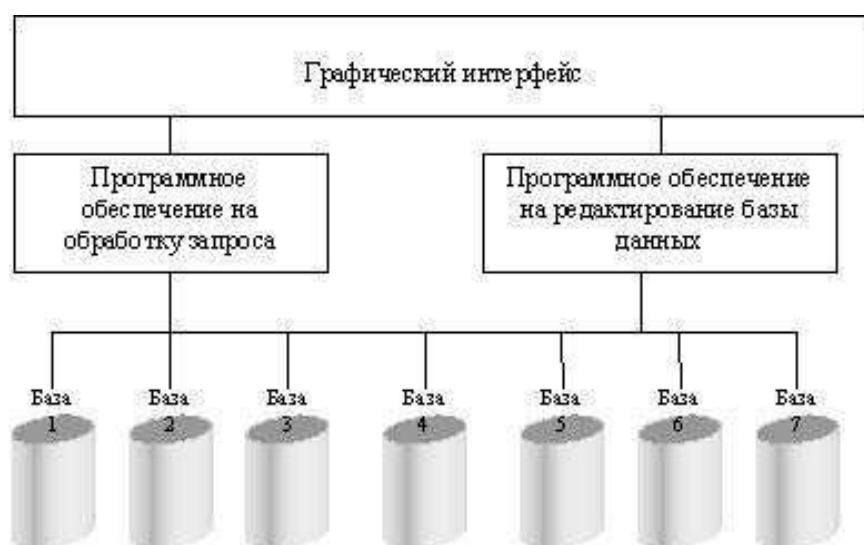 Графический интерфейс
Программное
обеспечение на
обработку запроса
Программное обеспечение
на редактирование базы
данных
База База База База База База База
1 2 3 4 5 6 7